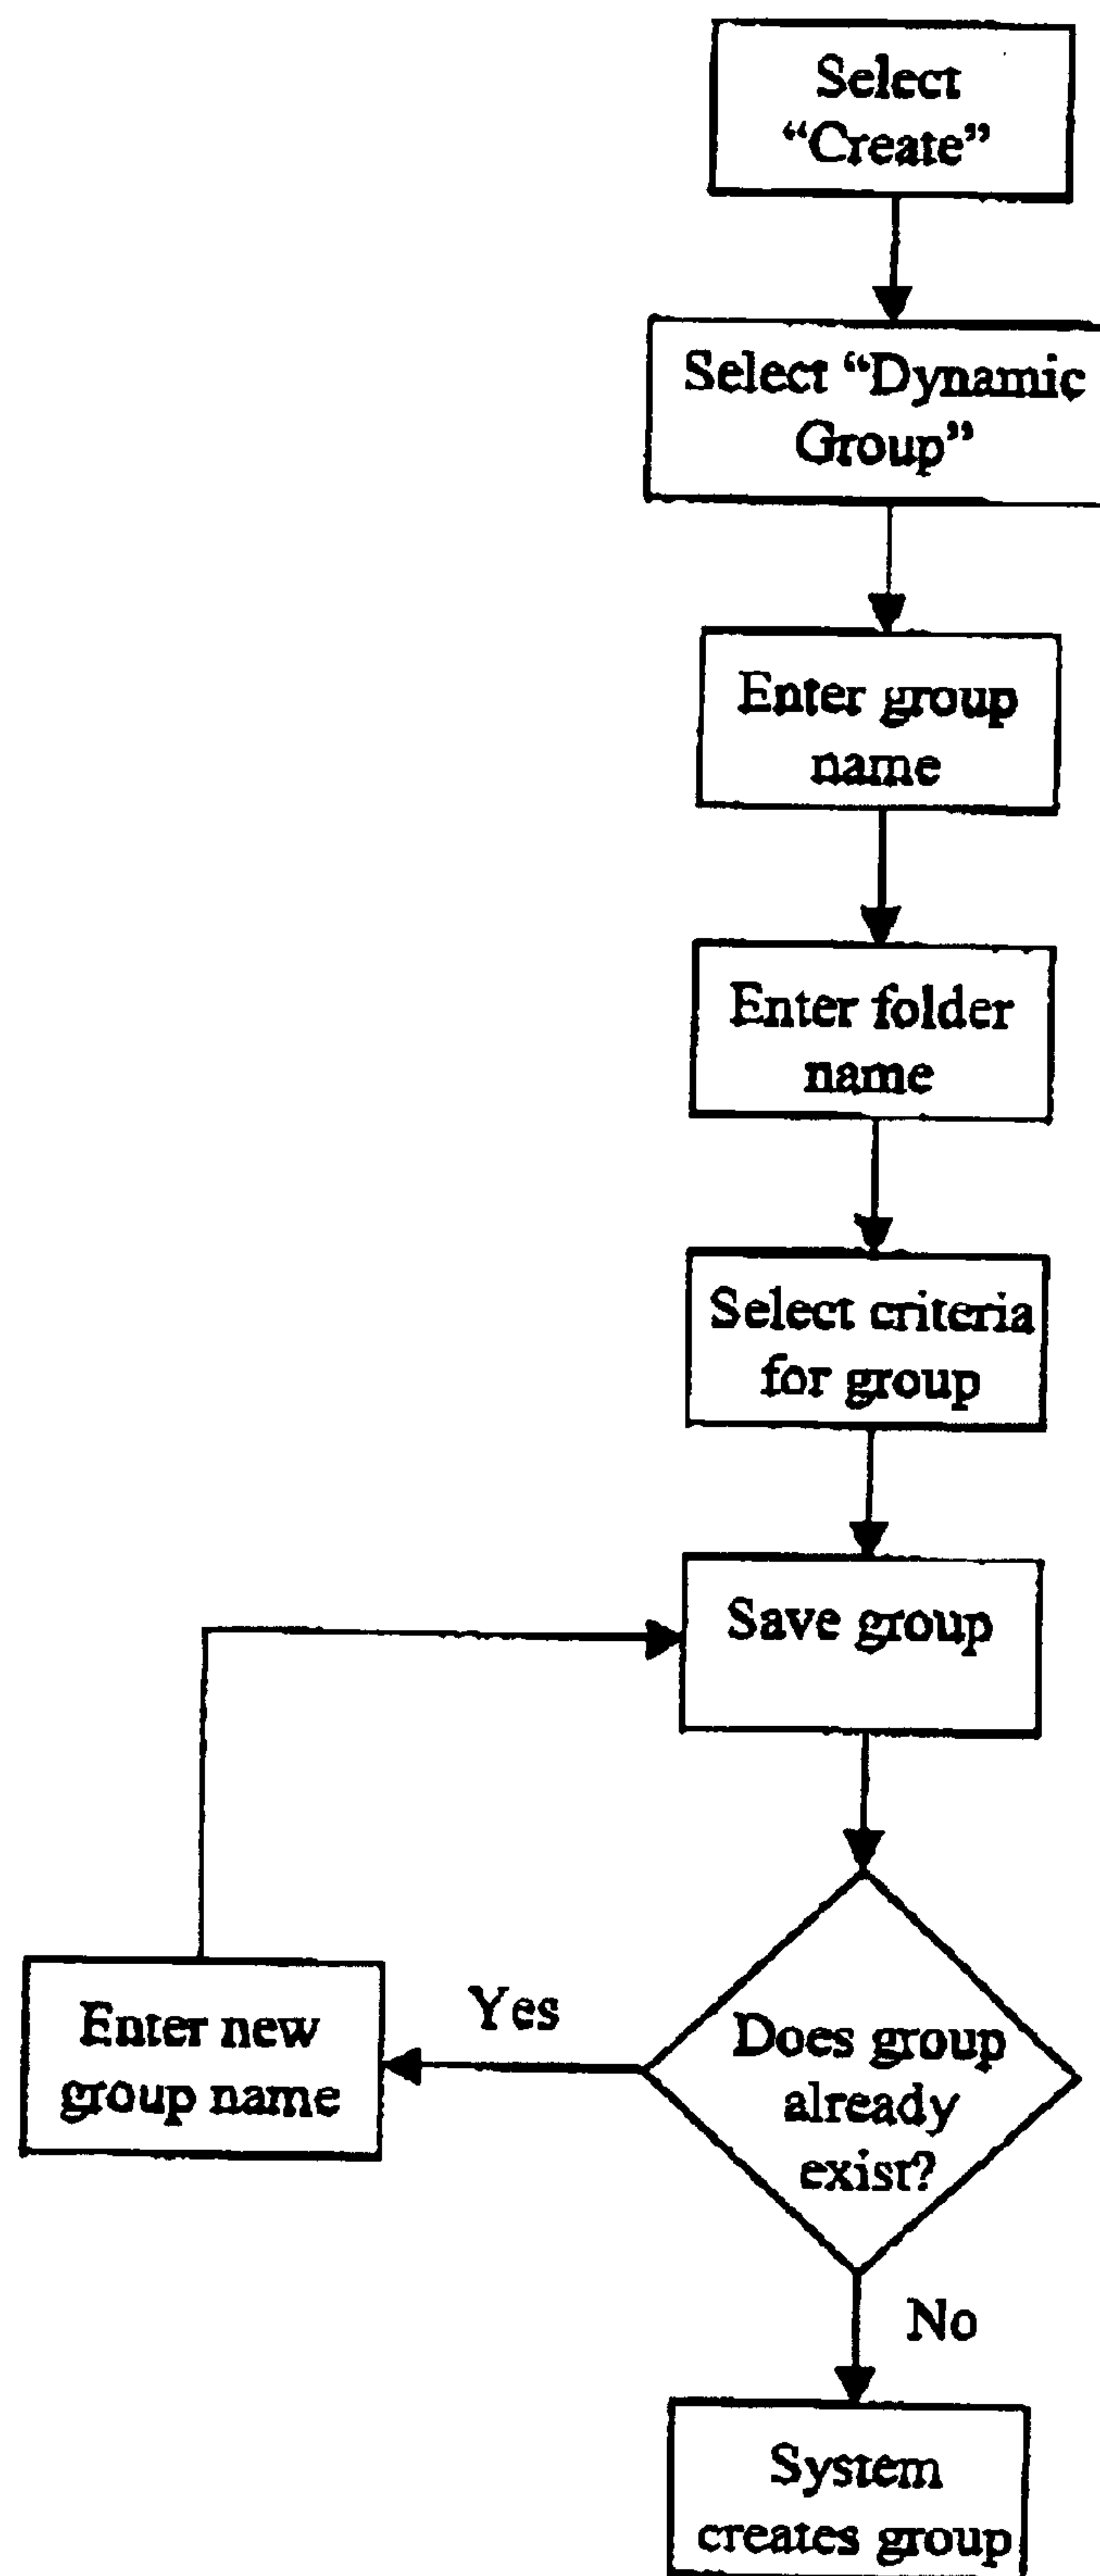 Select
“Create”
Select “Dynamic
Group”
Enter group
name
Enter folder
name
Select criteria
for group
Save group
Enter new
group name
Yes
Does group
already
exist?
No
System
creates group